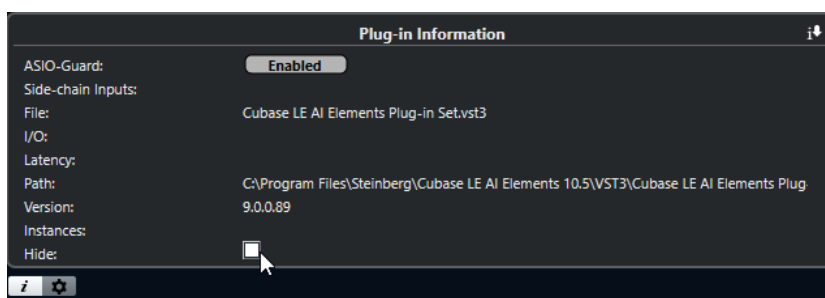 Plug-in Information
ASIO-Guard: Enabled
Side-chain Inputs:
File: Cubase LE AI Elements Plug-in Set.vst3
I/O:
Latency:
Path: C:\Program Files\Steinberg\Cubase LE AI Elements 10.5\VST3\Cubase LE AI Elements Plug-
Version: 9.0.0.89
Instances:
Hide:
i